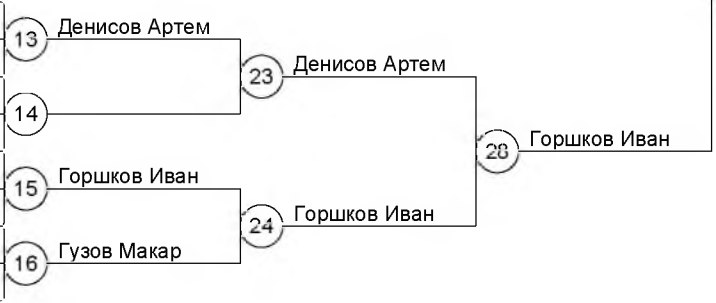 13 Денисов Артем
23 Денисов Артем
14
28 Горшков Иван
15 Горшков Иван
24 Горшков Иван
16 Гузов Макар